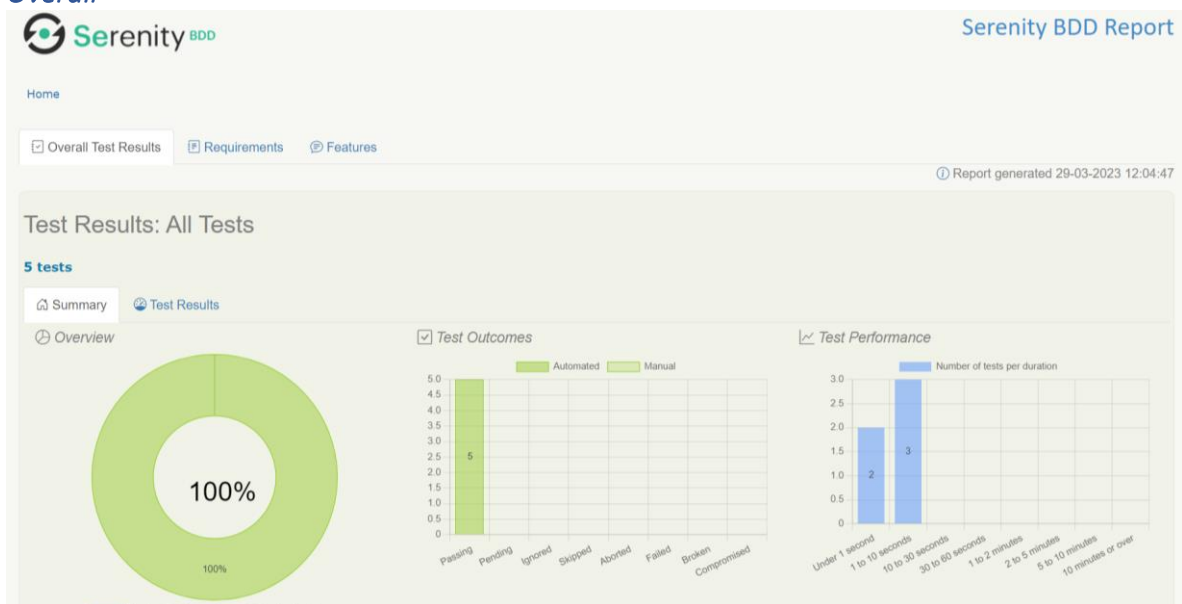 Overall
Serenity BDD
Serenity BDD Report
Home
Overall Test Results Requirements Features
Report generated 29-03-2023 12:04:47
Test Results: All Tests
5 tests
Summary Test Results
Overview
100%
100%
Test Outcomes
Automated Manual
5.0
4.5
4.0
3.5
3.0
2.5
2.0
1.5
1.0
0.5
0
5
Passing Pending Ignored Skipped Aborted Failed Broken Compromised
Test Performance
Number of tests per duration
3.0
2.5
2.0
1.5
1.0
0.5
0
2
3
Under 1 second 1 to 10 seconds 10 to 30 seconds 30 to 60 seconds 1 to 2 minutes 2 to 5 minutes 5 to 10 minutes 10 minutes or over